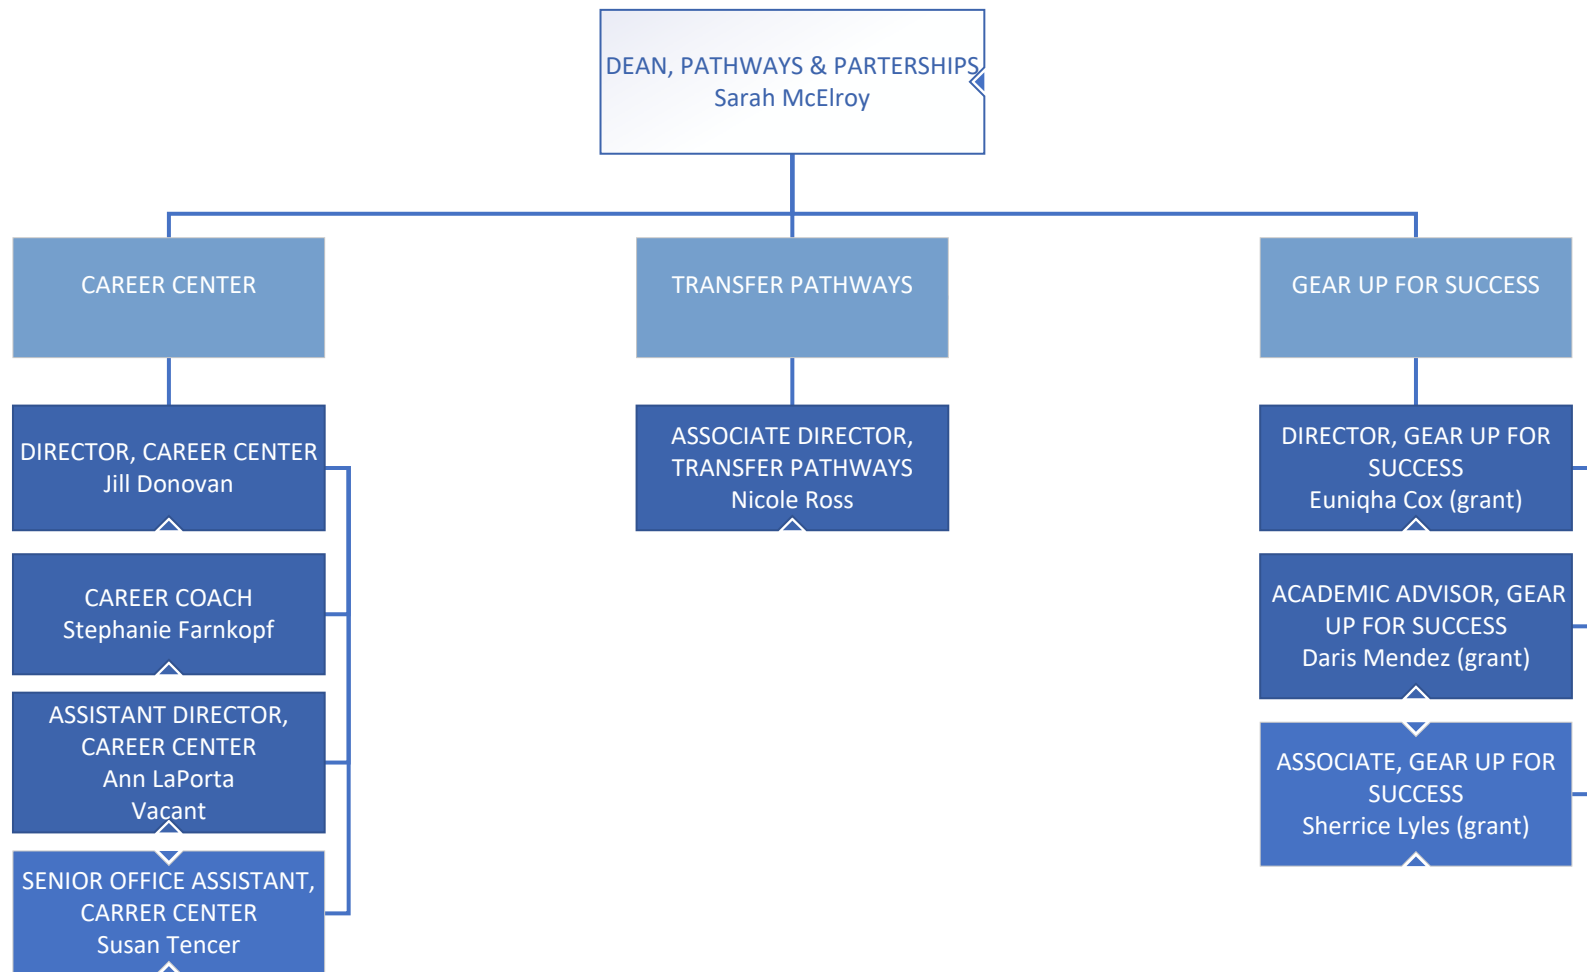 DEAN, PATHWAYS & PARTERSHIPS
Sarah McElroy
CAREER CENTER
TRANSFER PATHWAYS
GEAR UP FOR SUCCESS
DIRECTOR, CAREER CENTER
Jill Donovan
ASSOCIATE DIRECTOR,
TRANSFER PATHWAYS
Nicole Ross
DIRECTOR, GEAR UP FOR
SUCCESS
Euniqha Cox (grant)
CAREER COACH
Stephanie Farnkopf
ACADEMIC ADVISOR, GEAR
UP FOR SUCCESS
Daris Mendez (grant)
ASSISTANT DIRECTOR,
CAREER CENTER
Ann LaPorta
Vacant
ASSOCIATE, GEAR UP FOR
SUCCESS
Sherrice Lyles (grant)
SENIOR OFFICE ASSISTANT,
CARRER CENTER
Susan Tencer